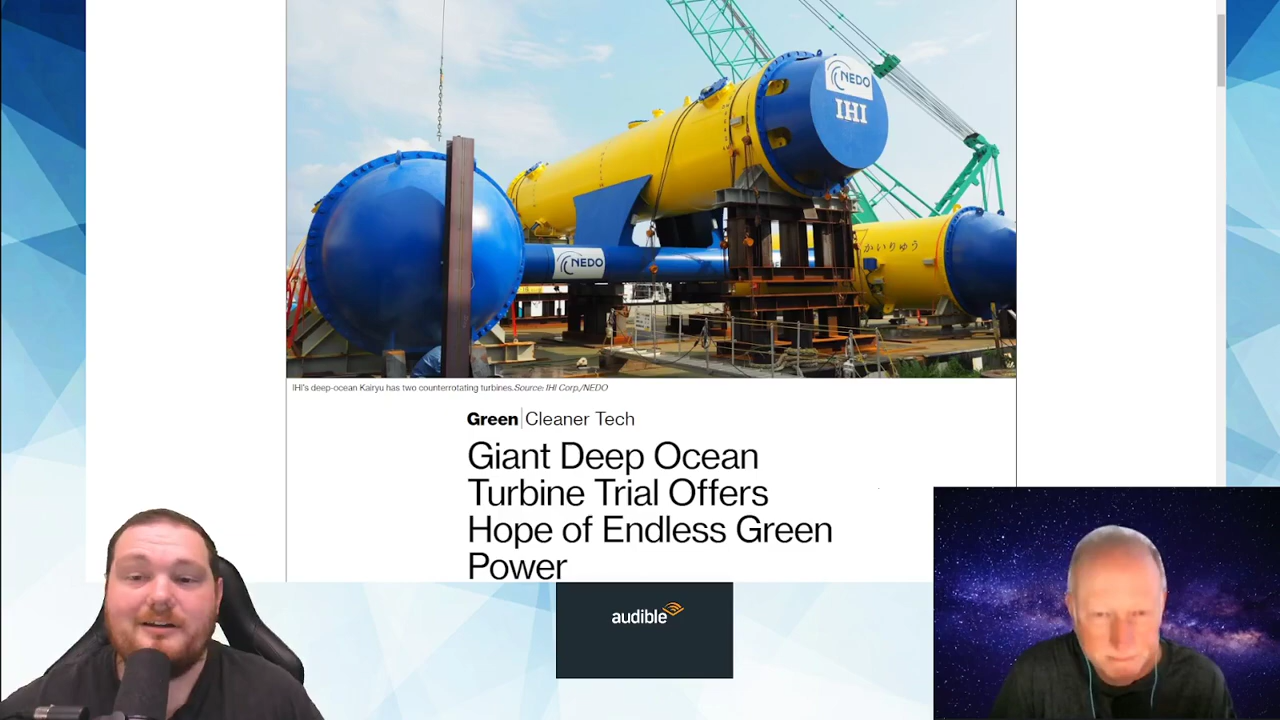 NEDO
IHI
NEDO
かいりゅう
IHI's deep-ocean Kairyu has two counterrotating turbines. Source: IHI Corp./NEDO
Green | Cleaner Tech
Giant Deep Ocean
Turbine Trial Offers
Hope of Endless Green
Power
audible